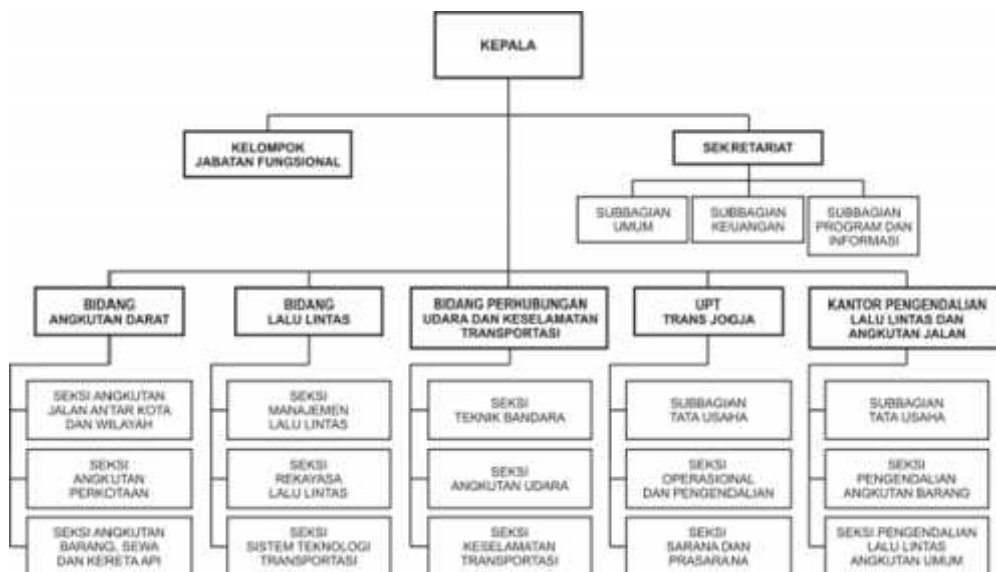 KEPALA
KELOMPOK
JABATAN FUNGSIONAL
SEKRETARIAT
SUBBAGIAN
UMUM
SUBBAGIAN
KEUANGAN
SUBBAGIAN
PROGRAM DAN
INFORMASI
BIDANG
ANGKUTAN DARAT
BIDANG
LALU LINTAS
BIDANG PERHUBUNGAN
UDARA DAN KESELAMATAN
TRANSPORTASI
UPT
TRANS JOGJA
KANTOR PENGENDALIAN
LALU LINTAS DAN
ANGKUTAN JALAN
SEKSI ANGKUTAN
JALAN ANTAR KOTA
DAN WILAYAH
SEKSI
MANAJEMEN
LALU LINTAS
SEKSI
TEKNIK BANDARA
SUBBAGIAN
TATA USAHA
SUBBAGIAN
TATA USAHA
SEKSI
ANGKUTAN
PERKOTAAN
SEKSI
REKAYASA
LALU LINTAS
SEKSI
ANGKUTAN UDARA
SEKSI
OPERASIONAL
DAN PENGENDALIAN
SEKSI
PENGENDALIAN
ANGKUTAN BARANG
SEKSI ANGKUTAN
BARANG, SEWA
DAN KERETA API
SEKSI
SISTEM TEKNOLOGI
TRANSPORTASI
SEKSI
KESELAMATAN
TRANSPORTASI
SEKSI
SARANA DAN
PRASARANA
SEKSI PENGENDALIAN
LALU LINTAS
ANGKUTAN UMUM